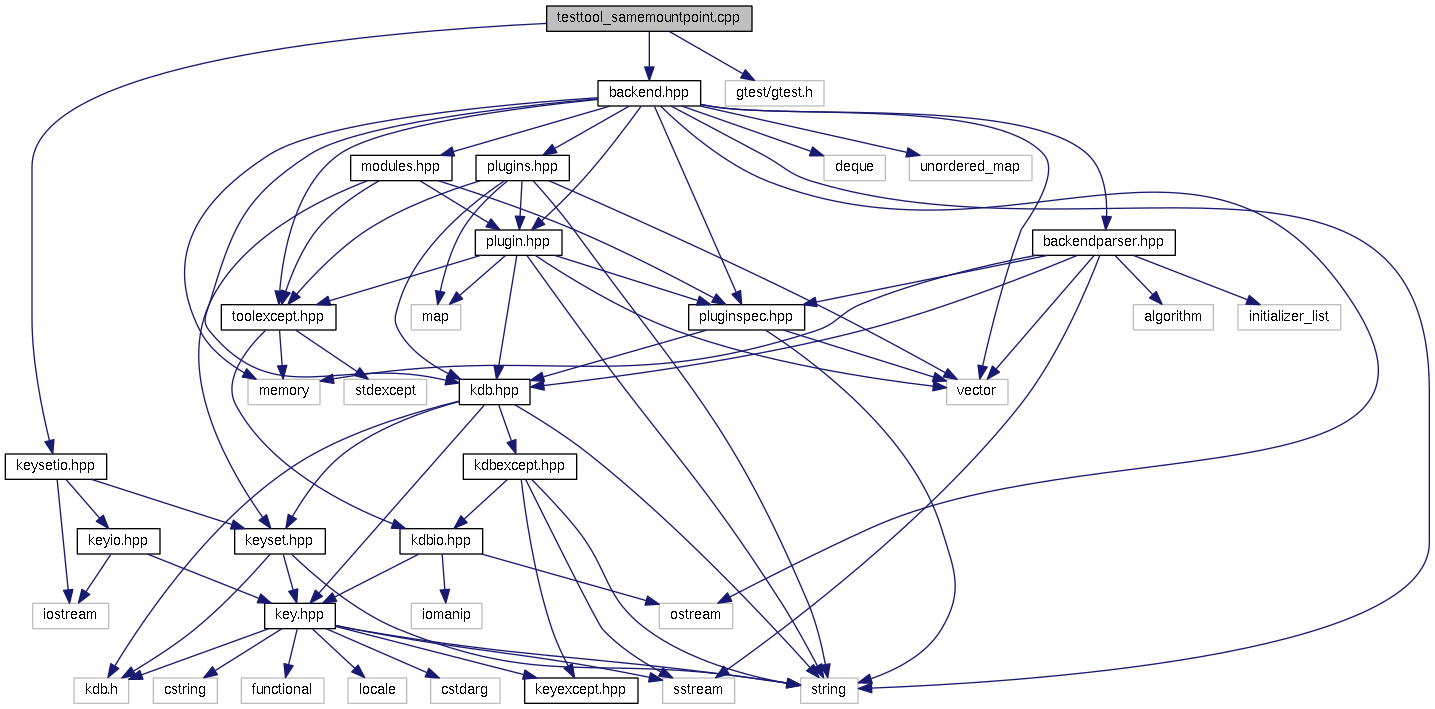 testtool_samemountpoint.cpp
backend.hpp
gtest/gtest.h
modules.hpp
plugins.hpp
deque
unordered_map
plugin.hpp
backendparser.hpp
toolexcept.hpp
map
pluginspec.hpp
algorithm
initializer_list
memory
stdexcept
kdb.hpp
vector
keysetio.hpp
kdbexcept.hpp
keyio.hpp
keyset.hpp
kdbio.hpp
iostream
key.hpp
iomanip
ostream
kdb.h
cstring
functional
locale
cstdarg
keyexcept.hpp
sstream
string